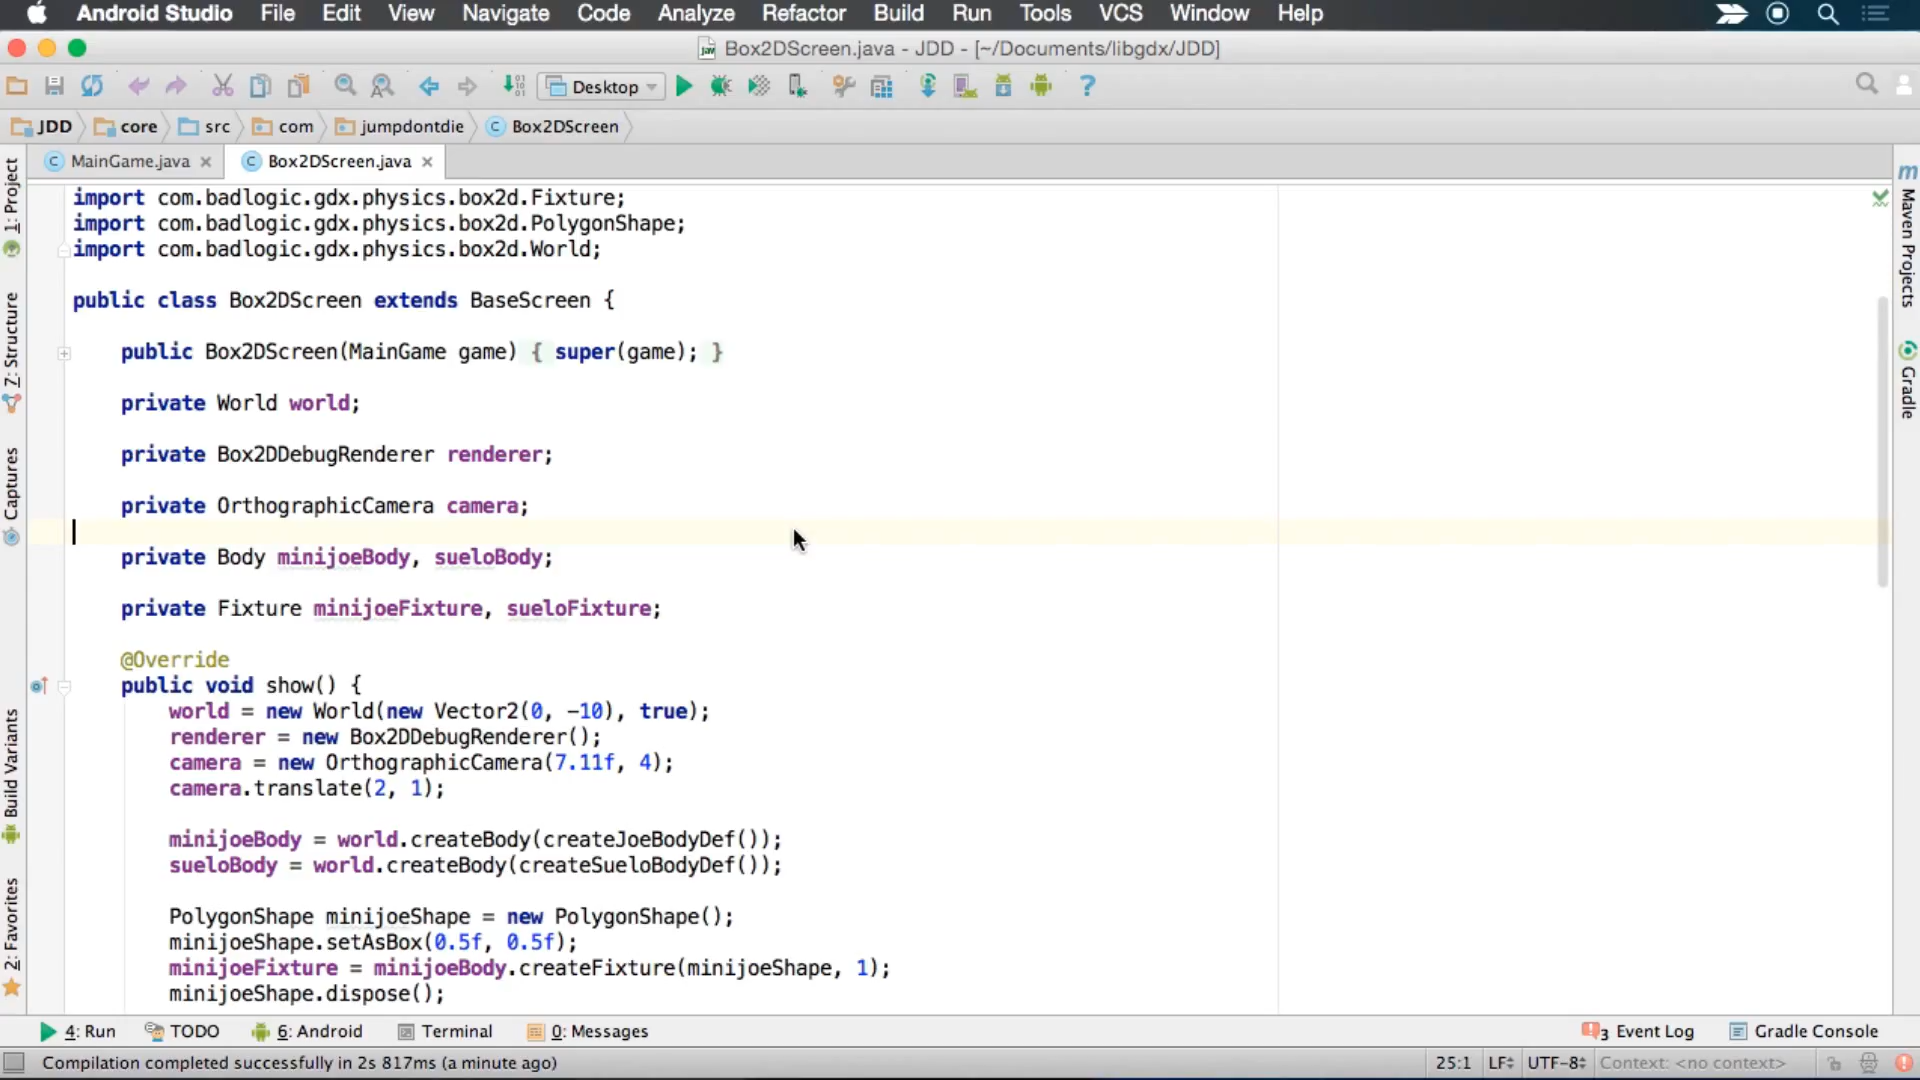 Android Studio File Edit View Navigate Code Analyze Refactor Build Run Tools VCS Window Help
Box2DScreen.java - JDD - [~/Documents/libgdx/JDD]
Desktop
JDD core src com jumpdontdie Box2DScreen
MainGame.java Box2DScreen.java
import com.badlogic.gdx.physics.box2d.Fixture;
import com.badlogic.gdx.physics.box2d.PolygonShape;
import com.badlogic.gdx.physics.box2d.World;
public class Box2DScreen extends BaseScreen {
public Box2DScreen(MainGame game) { super(game); }
private World world;
private Box2DDebugRenderer renderer;
private OrthographicCamera camera;
private Body minijoeBody, sueloBody;
private Fixture minijoeFixture, sueloFixture;
@Override
public void show() {
world = new World(new Vector2(0, -10), true);
renderer = new Box2DDebugRenderer();
camera = new OrthographicCamera(7.11f, 4);
camera.translate(2, 1);
minijoeBody = world.createBody(createJoeBodyDef());
sueloBody = world.createBody(createSueloBodyDef());
PolygonShape minijoeShape = new PolygonShape();
minijoeShape.setAsBox(0.5f, 0.5f);
minijoeFixture = minijoeBody.createFixture(minijoeShape, 1);
minijoeShape.dispose();
1: Project
7: Structure
Captures
Build Variants
2: Favorites
Maven Projects
Gradle
4: Run TODO 6: Android Terminal 0: Messages 3 Event Log Gradle Console
Compilation completed successfully in 2s 817ms (a minute ago) 25:1 LF UTF-8 Context: <no context>